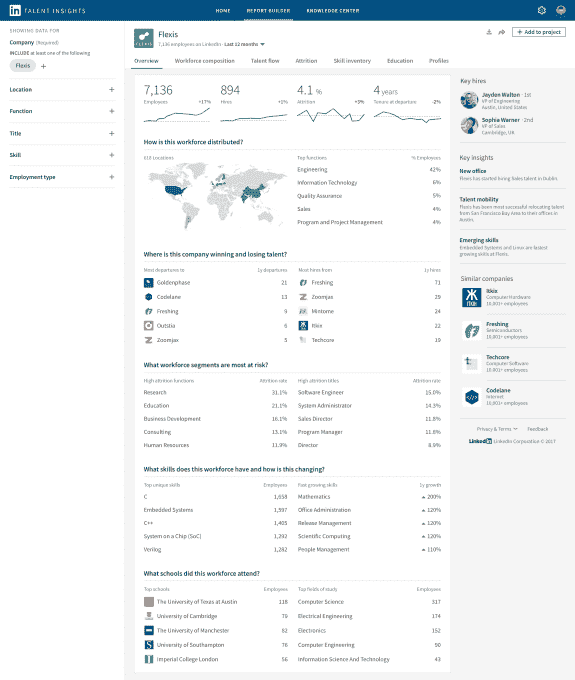 in TALENT INSIGHTS
HOME
REPORT BUILDER
KNOWLEDGE CENTER
SHOWING DATA FOR
Company (Required)
INCLUDE at least one of the following
Flexis +
Location +
Function +
Title +
Skill +
Employment type +
FLEXIS
Flexis
7,136 employees on LinkedIn · Last 12 months
+ Add to project
Overview
Workforce composition
Talent flow
Attrition
Skill inventory
Education
Profiles
7,136
Employees +17%
894
Hires +1%
4.1 %
Attrition +3%
4 years
Tenure at departure -2%
How is this workforce distributed?
Locations
Top functions % Employees
Engineering 42%
Information Technology 6%
Quality Assurance 5%
Sales 4%
Program and Project Management 4%
Where is this company winning and losing talent?
Most departures to 1y departures
Goldenphase 21
Codelane 13
Freshing 9
Outsila 6
Zoomjax 5
Most hires from 1y hires
Freshing 71
Zoomjax 29
Mintome 24
Itkix 22
Techcore 19
What workforce segments are most at risk?
High attrition functions Attrition rate
Research 31.1%
Education 21.1%
Business Development 16.1%
Consulting 13.1%
Human Resources 11.9%
High attrition titles Attrition rate
Software Engineer 15.0%
System Administrator 14.3%
Sales Director 11.8%
Program Manager 11.8%
Director 8.9%
What skills does this workforce have and how is this changing?
Top unique skills Employees
C 1,658
Embedded Systems 1,597
C++ 1,405
System on a Chip (SoC) 1,292
Verilog 1,282
Fast growing skills 1y growth
Mathematics ▲ 200%
Office Administration ▲ 120%
Release Management ▲ 120%
Scientific Computing ▲ 120%
People Management ▲ 110%
What schools did this workforce attend?
Top schools Employees
The University of Texas at Austin 118
University of Cambridge 79
The University of Manchester 82
University of Southampton 76
Imperial College London 56
Top fields of study Employees
Computer Science 317
Electrical Engineering 174
Electronics 152
Computer Engineering 90
Information Science And Technology 43
Key hires
Jayden Walton · 1st
VP of Engineering
Austin, United States
Sophia Warner · 2nd
VP of Sales
Cambridge, UK
Key insights
New office
Flexis has started hiring Sales talent in Dublin
Talent mobility
Flexis has been most successful relocating talent
from San Francisco Bay Area to their offices in
Austin
Emerging skills
Embedded Systems and Linux are fastest
growing skills at Flexis.
Similar companies
Itkix
Computer Hardware
10,001+ employees
Freshing
Semiconductors
10,001+ employees
Techcore
Computer Software
10,001+ employees
Codelane
Internet
10,001+ employees
Privacy & Terms
Feedback
LinkedIn LinkedIn Corporation © 2017